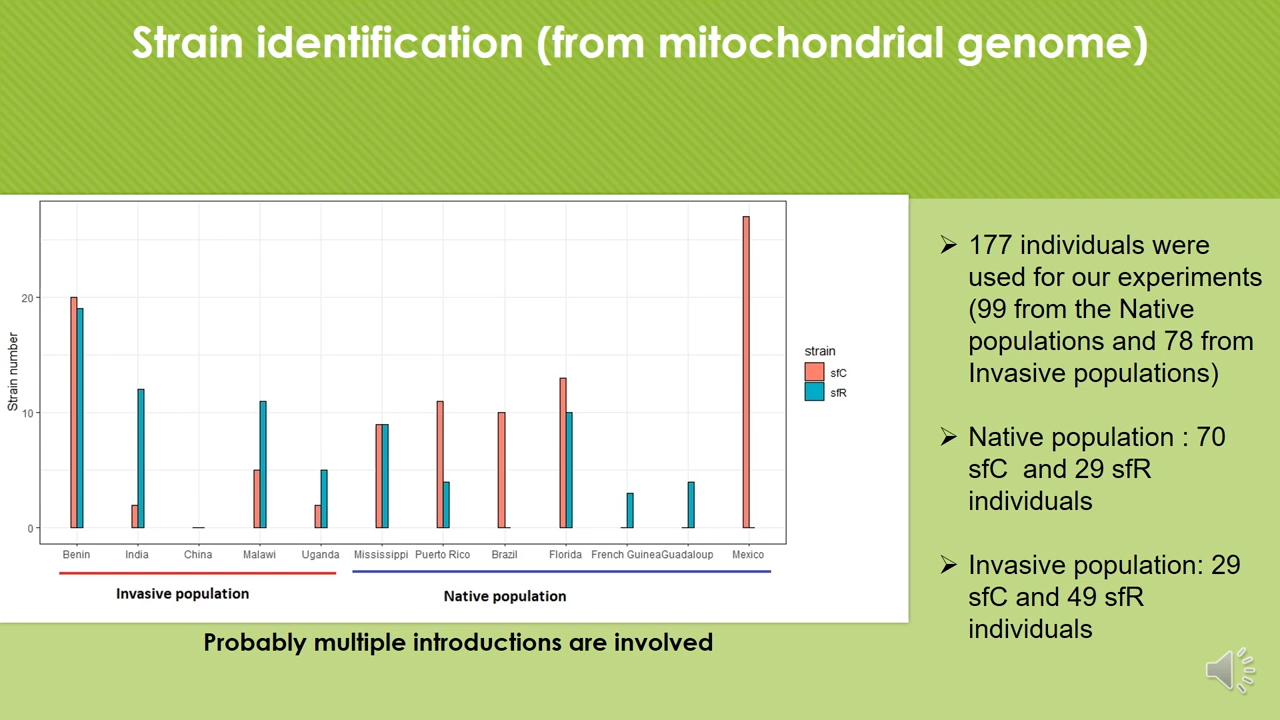 Strain identification (from mitochondrial genome)
Strain number
20
10
0
Benin India China Malawi Uganda Mississippi Puerto Rico Brazil Florida French Guinea Guadaloup Mexico
Invasive population
Native population
strain
sfC
sfR
Probably multiple introductions are involved
177 individuals were
used for our experiments
(99 from the Native
populations and 78 from
Invasive populations)
Native population : 70
sfC and 29 sfR
individuals
Invasive population: 29
sfC and 49 sfR
individuals